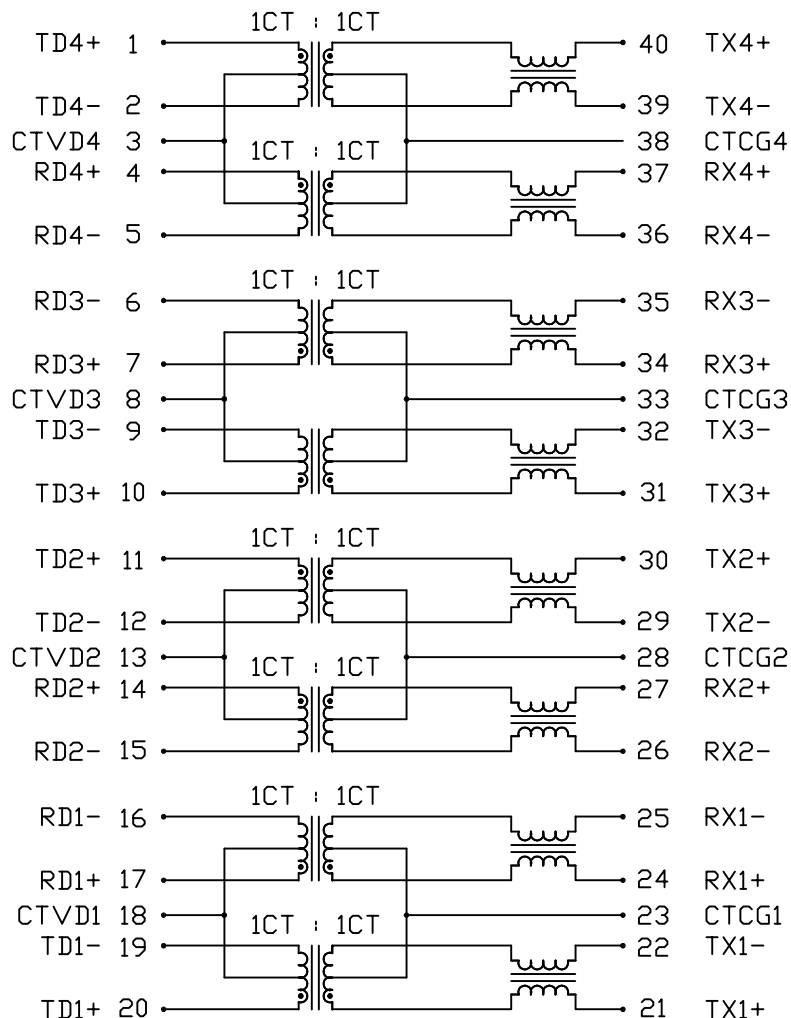 1CT : 1CT
TD4+ 1 40 TX4+
TD4- 2 39 TX4-
CTVD4 3 38 CTCG4
1CT : 1CT
RD4+ 4 37 RX4+
RD4- 5 36 RX4-
1CT : 1CT
RD3- 6 35 RX3-
RD3+ 7 34 RX3+
CTVD3 8 33 CTCG3
TD3- 9 32 TX3-
TD3+ 10 31 TX3+
1CT : 1CT
TD2+ 11 30 TX2+
TD2- 12 29 TX2-
CTVD2 13 28 CTCG2
1CT : 1CT
RD2+ 14 27 RX2+
RD2- 15 26 RX2-
1CT : 1CT
RD1- 16 25 RX1-
RD1+ 17 24 RX1+
CTVD1 18 23 CTCG1
1CT : 1CT
TD1- 19 22 TX1-
TD1+ 20 21 TX1+